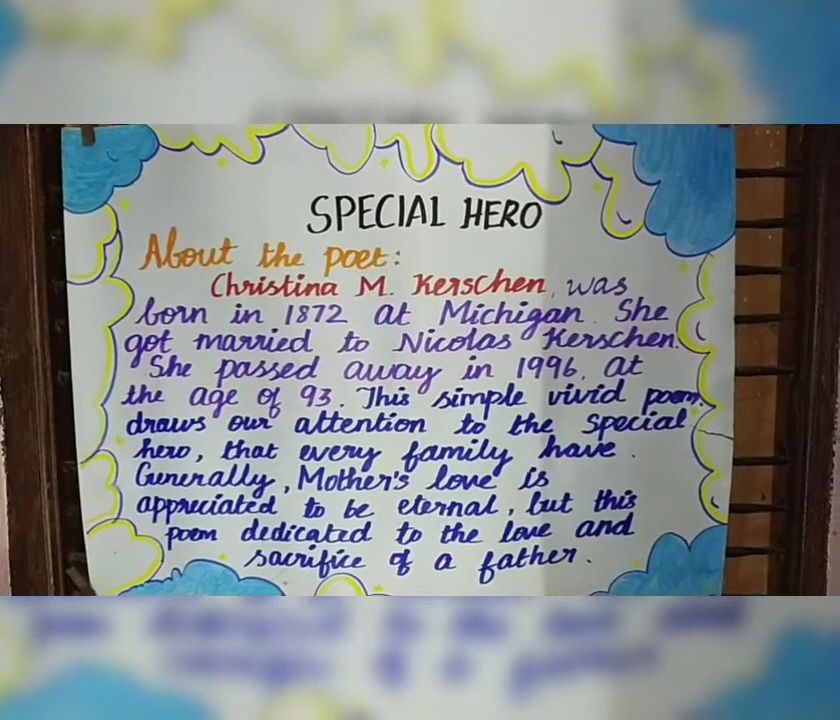 SPECIAL HERO
About the poet:
Christina M. Kerschen, was
born in 1872 at Michigan. She
got married to Nicolas Kerschen.
She passed away in 1996, at
the age of 93. This simple vivid poem
draws our attention to the special
hero, that every family have.
Generally, Mother's love is
appreciated to be eternal, but this
poem dedicated to the love and
sacrifice of a father.